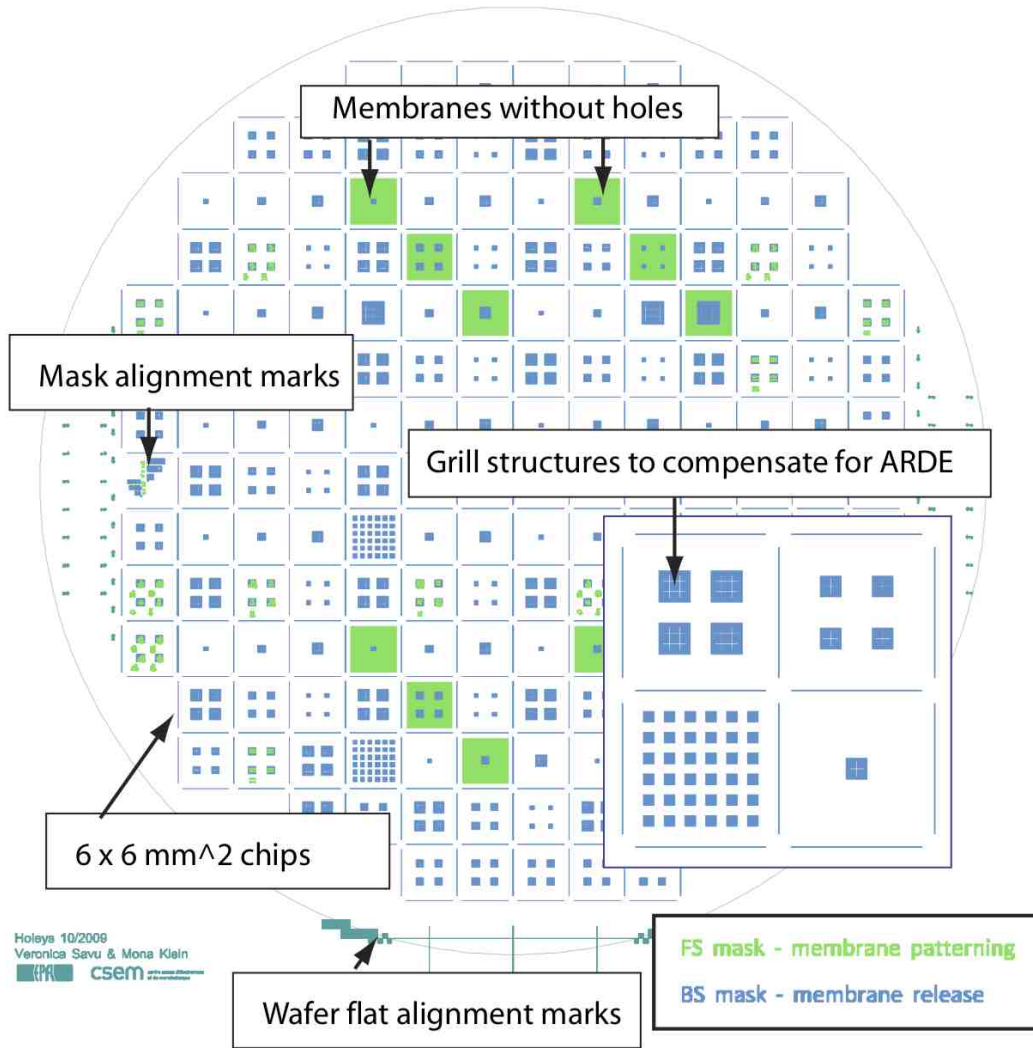 Membranes without holes
Mask alignment marks
Grill structures to compensate for ARDE
6 x 6 mm^2 chips
Holeys 10/2009
Veronica Savu & Mona Klein
EPFL csem
FS mask - membrane patterning
BS mask - membrane release
Wafer flat alignment marks